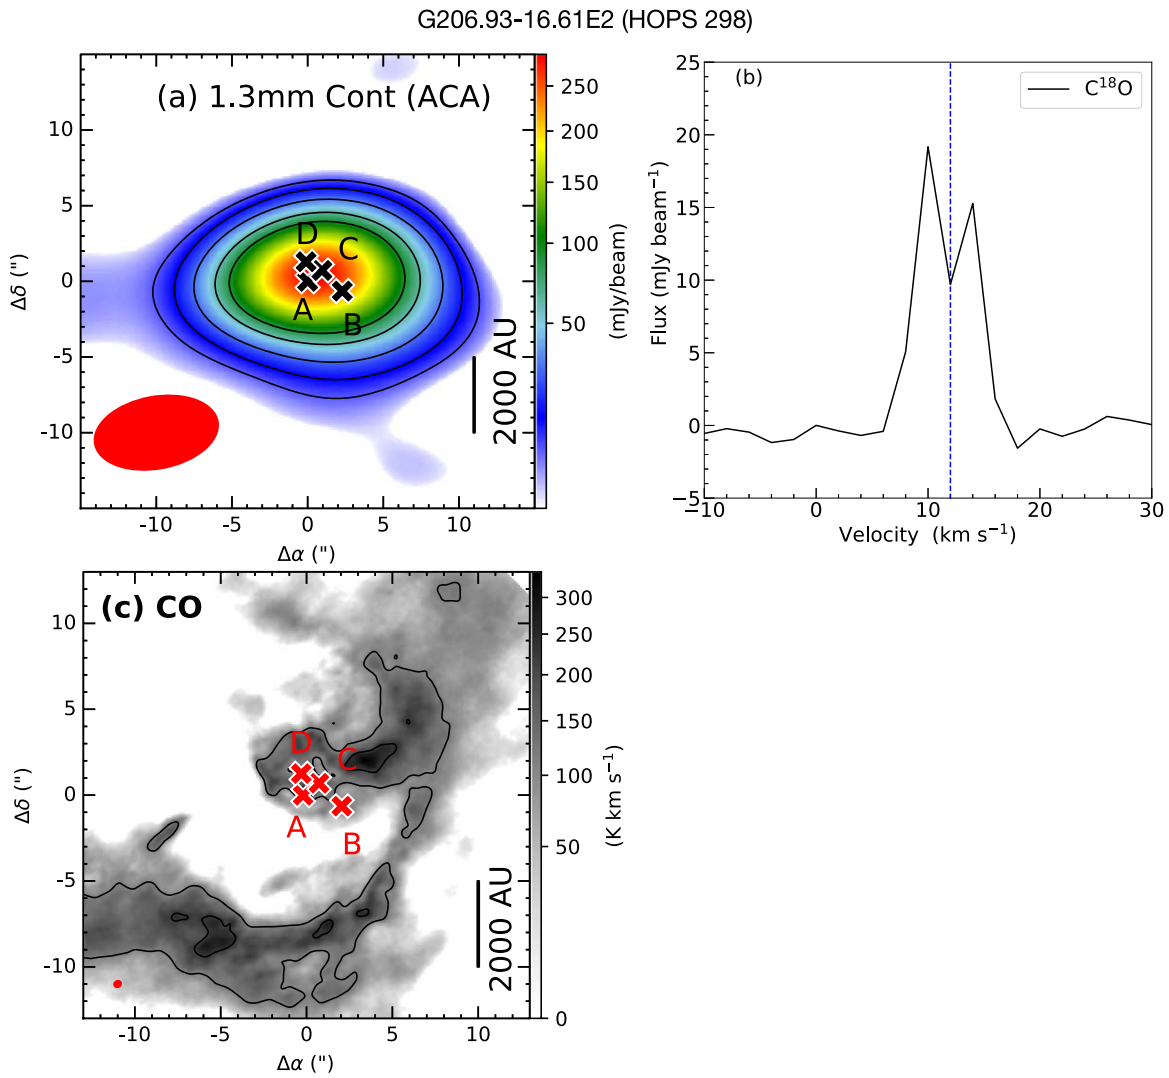 G206.93-16.61E2 (HOPS 298)
(a) 1.3mm Cont (ACA)
10
5
0
-5
-10
Δδ (")
D
C
A
B
2000 AU
-10
-5
0
5
10
Δα (")
250
200
150
100
50
(mJy/beam)
(b)
C¹⁸O
25
20
15
10
5
0
−5
Flux (mJy beam⁻¹)
−10
0
10
20
30
Velocity (km s⁻¹)
(c) CO
10
5
0
-5
-10
Δδ (")
D
C
A
B
2000 AU
-10
-5
0
5
10
Δα (")
300
250
200
150
100
50
0
(K km s⁻¹)